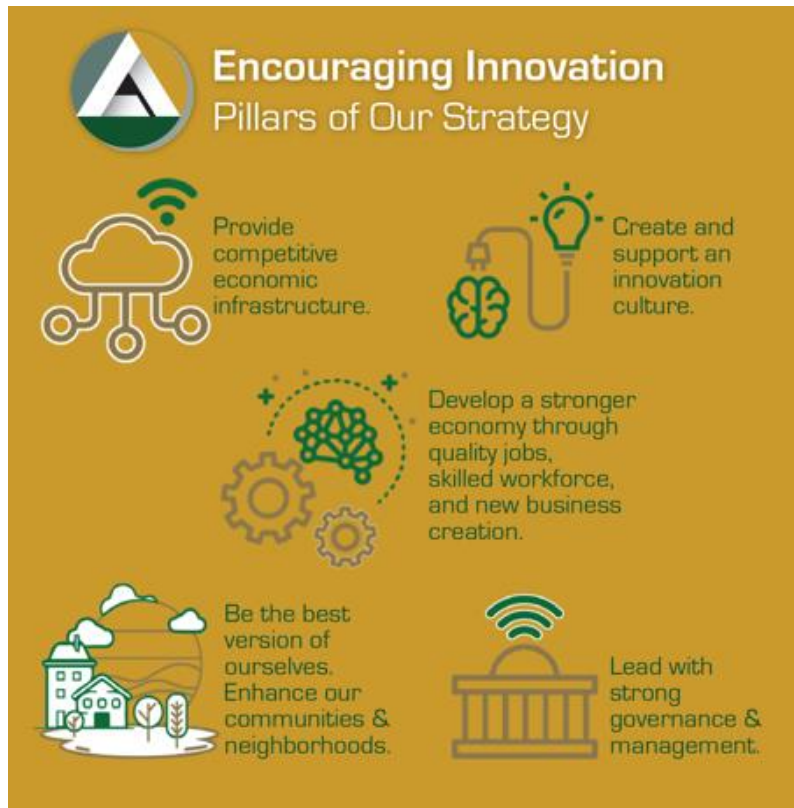 Encouraging Innovation
Pillars of Our Strategy
Provide
competitive
economic
infrastructure.
Create and
support an
innovation
culture.
Develop a stronger
economy through
quality jobs,
skilled workforce,
and new business
creation.
Be the best
version of
ourselves.
Enhance our
communities &
neighborhoods.
Lead with
strong
governance &
management.